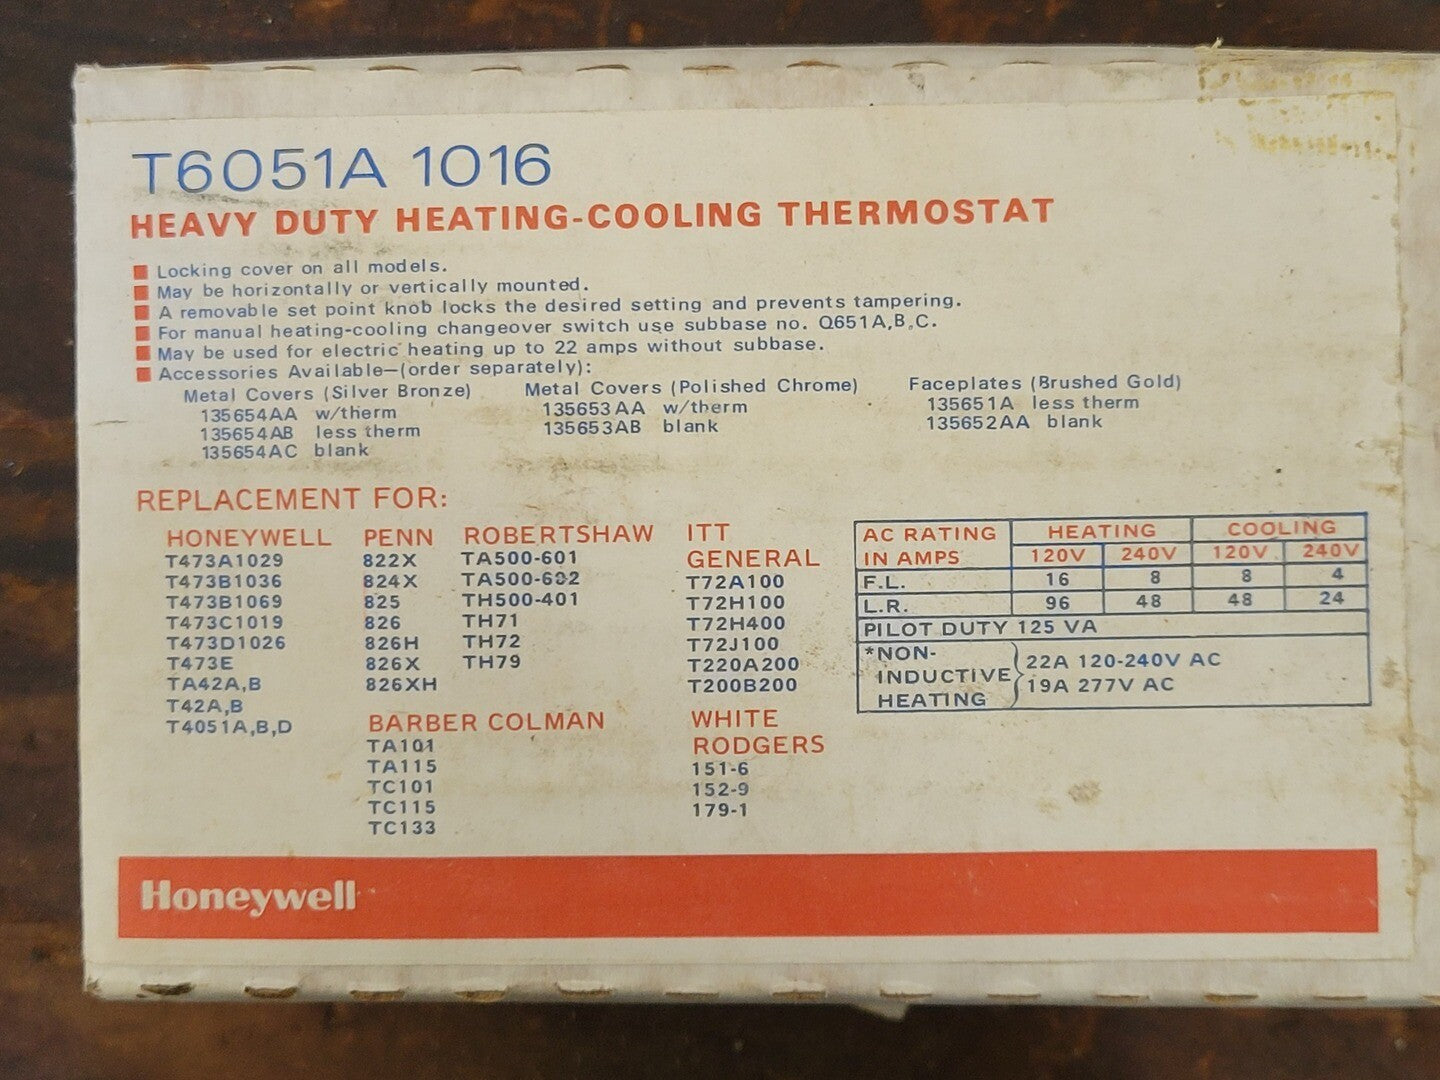 T6051A 1016
HEAVY DUTY HEATING-COOLING THERMOSTAT
Locking cover on all models.
May be horizontally or vertically mounted.
A removable set point knob locks the desired setting and prevents tampering.
For manual heating-cooling changeover switch use subbase no. Q651A,B,C.
May be used for electric heating up to 22 amps without subbase.
Accessories Available—(order separately):
Metal Covers (Silver Bronze)
135654AA w/therm
135654AB less therm
135654AC blank
Metal Covers (Polished Chrome)
135653AA w/therm
135653AB blank
Faceplates (Brushed Gold)
135651A less therm
135652AA blank
REPLACEMENT FOR:
HONEYWELL
T473A1029
T473B1036
T473B1069
T473C1019
T473D1026
T473E
TA42A,B
T42A,B
T4051A,B,D
PENN
822X
824X
825
826
826H
826X
826XH
ROBERTSHAW
TA500-601
TA500-602
TH500-401
TH71
TH72
TH79
BARBER COLMAN
TA101
TA115
TC101
TC115
TC133
ITT
GENERAL
T72A100
T72H100
T72H400
T72J100
T220A200
T200B200
WHITE
RODGERS
151-6
152-9
179-1
AC RATING HEATING COOLING
IN AMPS 120V 240V 120V 240V
F.L. 16 8 8 4
L.R. 96 48 48 24
PILOT DUTY 125 VA
*NON-
INDUCTIVE
HEATING
22A 120-240V AC
19A 277V AC
Honeywell